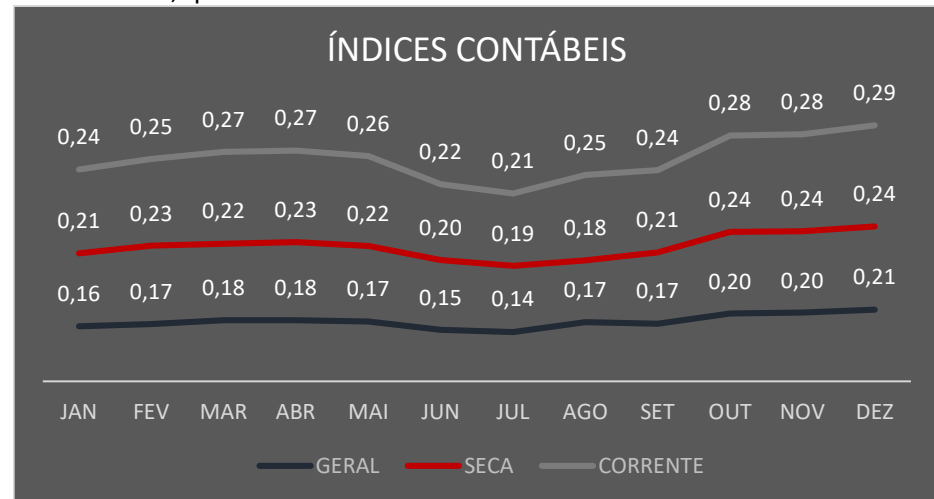 ÍNDICES CONTÁBEIS
0,24 0,25 0,27 0,27 0,26 0,22 0,21 0,25 0,24 0,28 0,28 0,29
0,21 0,23 0,22 0,23 0,22 0,20 0,19 0,18 0,21 0,24 0,24 0,24
0,16 0,17 0,18 0,18 0,17 0,15 0,14 0,17 0,17 0,20 0,20 0,21
JAN FEV MAR ABR MAI JUN JUL AGO SET OUT NOV DEZ
GERAL SECA CORRENTE